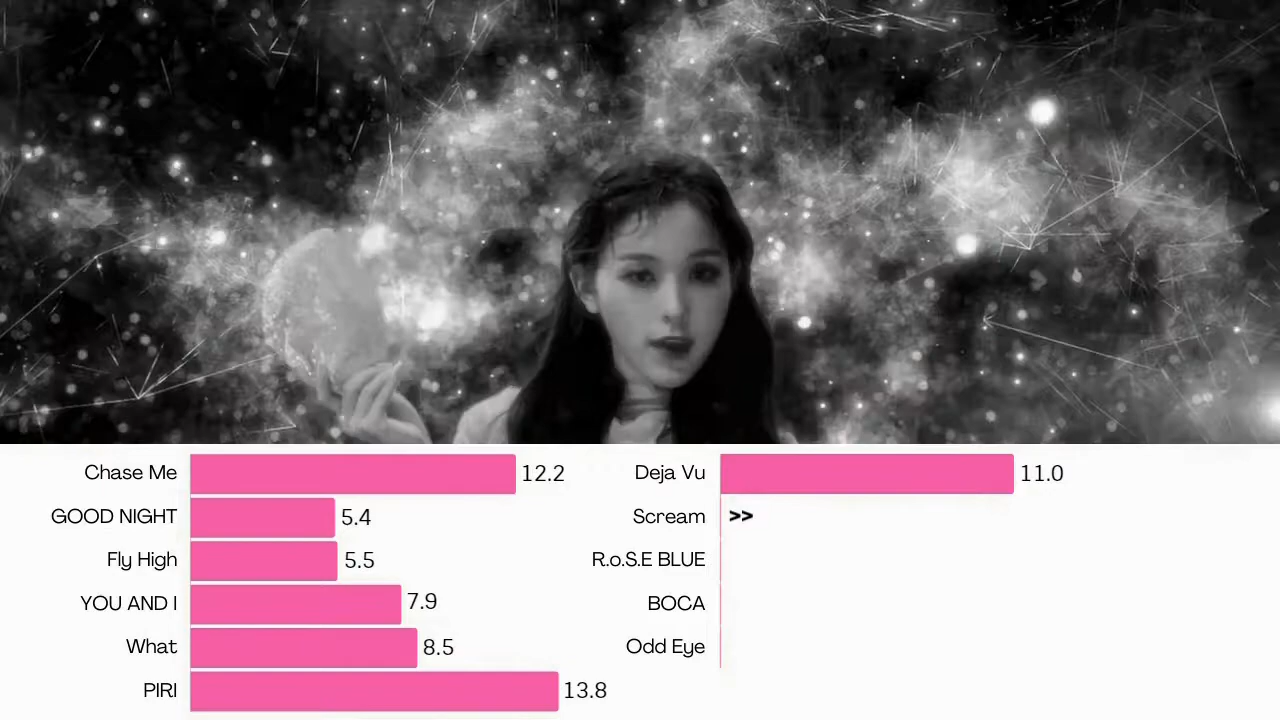 Chase Me 12.2
GOOD NIGHT 5.4
Fly High 5.5
YOU AND I 7.9
What 8.5
PIRI 13.8
Deja Vu 11.0
Scream >>
R.o.S.E BLUE
BOCA
Odd Eye